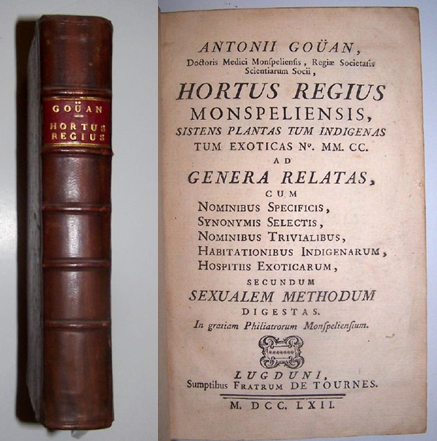 GOÜAN
HORTUS
REGIUS
ANTONII GOÜAN,
Doctoris Medici Monſpelienſis, Regiæ Societatis
Scientiarum Socii,
HORTUS REGIUS
MONSPELIENSIS,
SISTENS PLANTAS TUM INDIGENAS
TUM EXOTICAS Nº. MM. CC.
AD
GENERA RELATAS,
CUM
NOMINIBUS SPECIFICIS,
SYNONYMIS SELECTIS,
NOMINIBUS TRIVIALIBUS,
HABITATIONIBUS INDIGENARUM,
HOSPITIIS EXOTICARUM,
SECUNDUM
SEXUALEM METHODUM
DIGESTAS.
In gratiam Philiatrorum Monſpelienſium.
LUGDUNI,
Sumptibus FRATRUM DE TOURNES.
M. DCC. LXII.